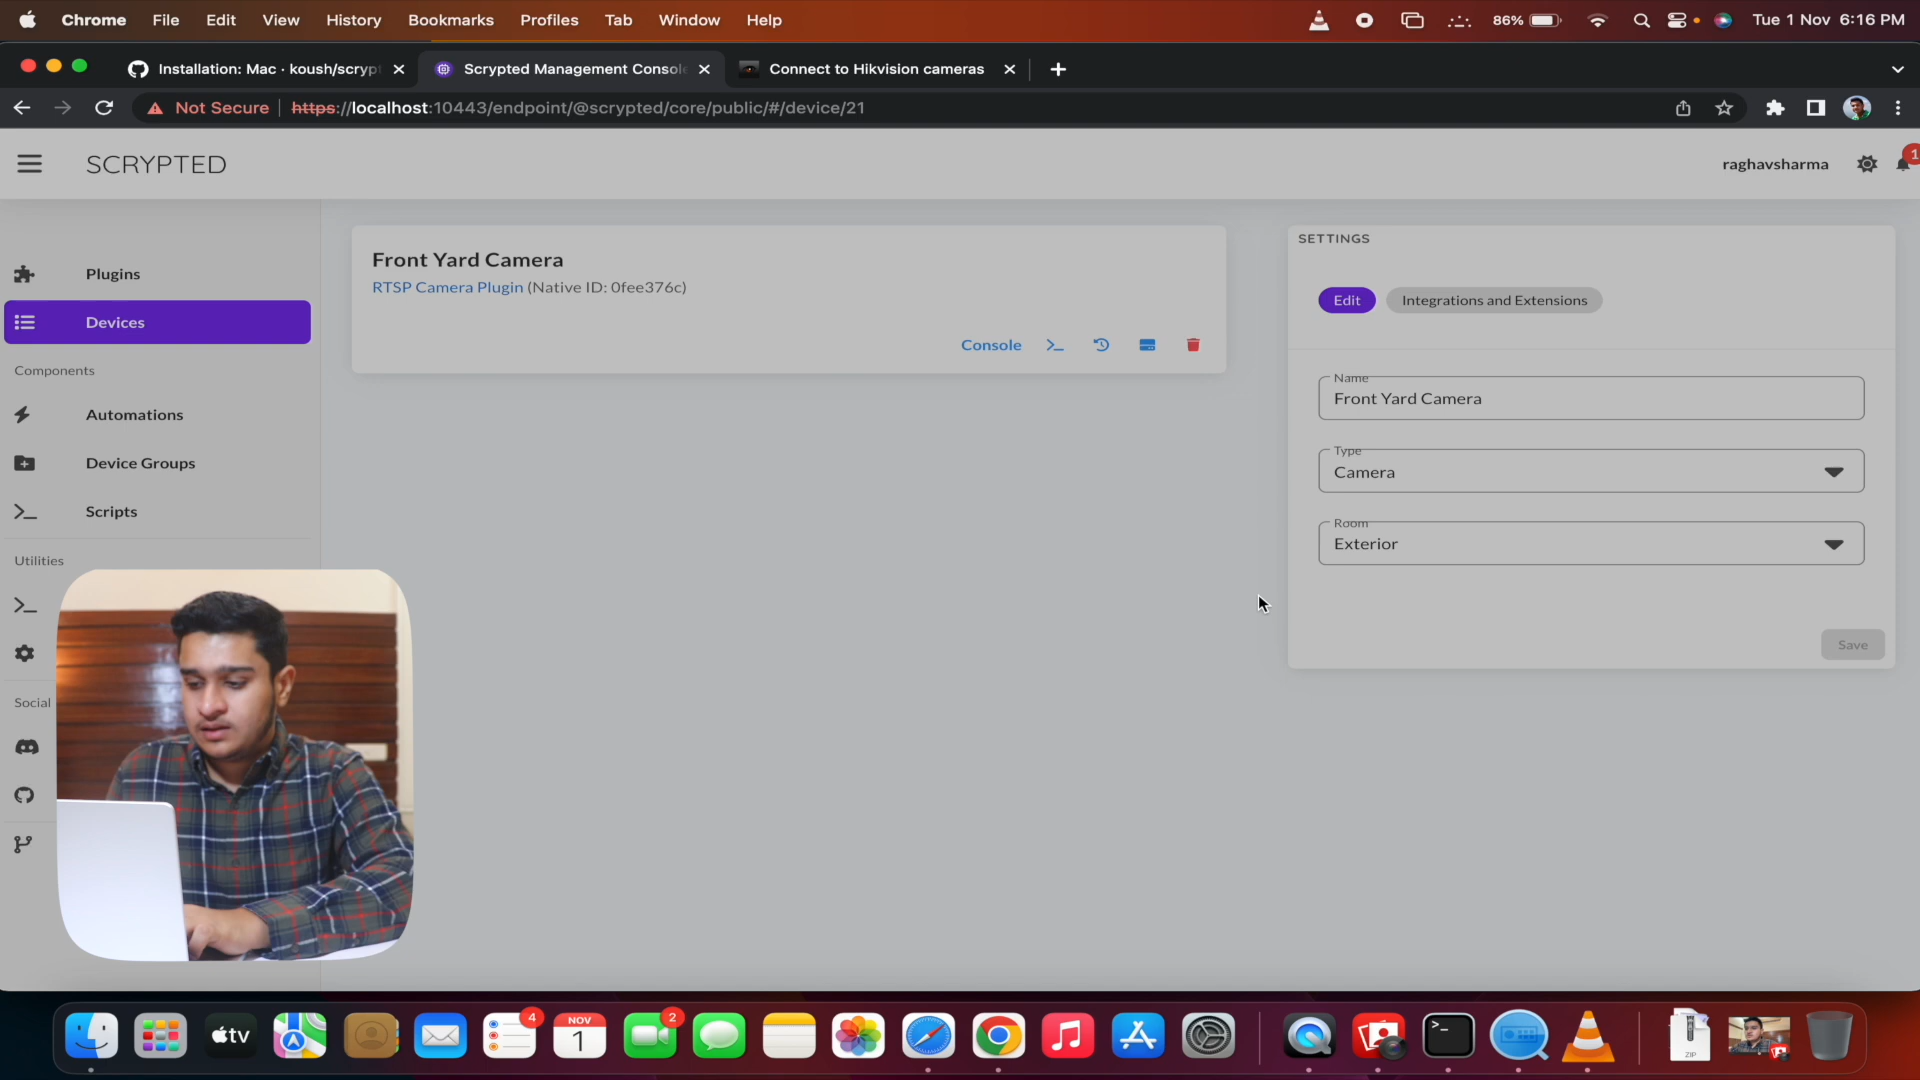 Chrome File Edit View History Bookmarks Profiles Tab Window Help 86% Tue 1 Nov 6:16 PM
Installation: Mac · koush/scryp Scrypted Management Consol Connect to Hikvision cameras
Not Secure https://localhost:10443/endpoint/@scrypted/core/public/#/device/21
SCRYPTED raghavsharma 1
Plugins
Devices
Components
Automations
Device Groups
Scripts
Utilities
Social
Front Yard Camera
RTSP Camera Plugin (Native ID: 0fee376c)
Console
SETTINGS
Edit Integrations and Extensions
Name
Front Yard Camera
Type
Camera
Room
Exterior
Save
tv
4
NOV
1
2
ZIP